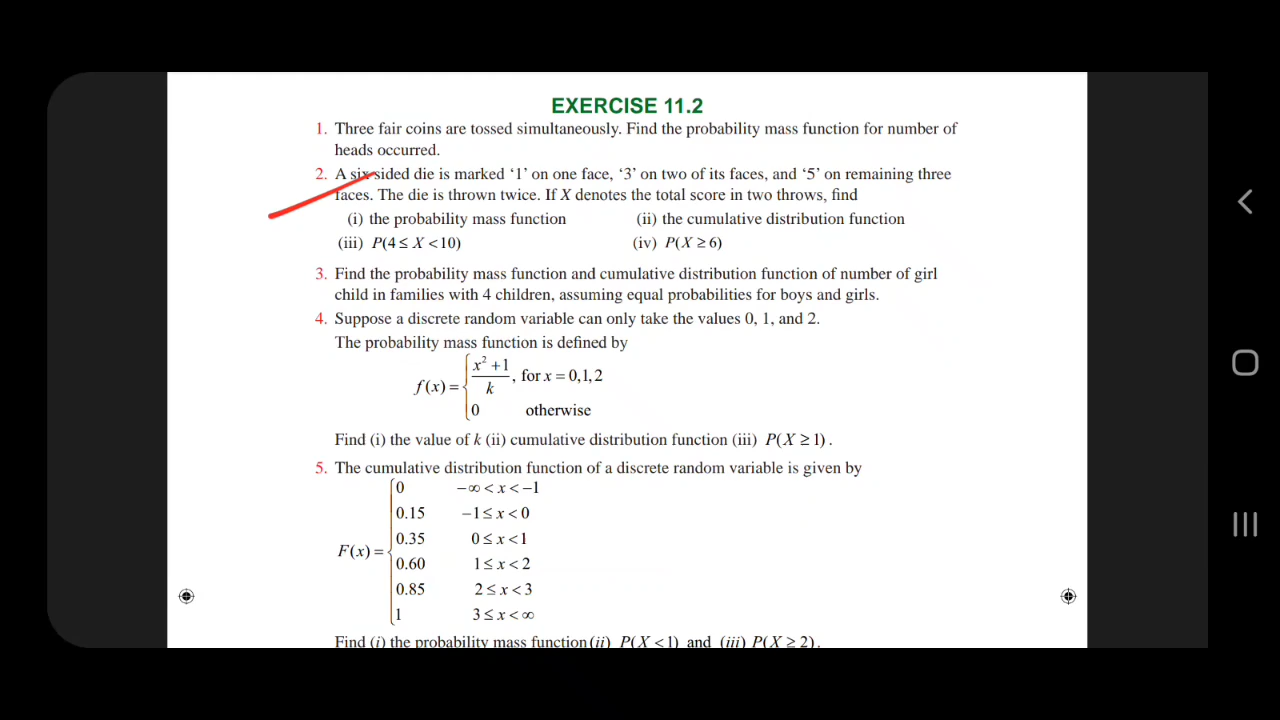 EXERCISE 11.2
1. Three fair coins are tossed simultaneously. Find the probability mass function for number of
heads occurred.
2. A six sided die is marked ‘1’ on one face, ‘3’ on two of its faces, and ‘5’ on remaining three
faces. The die is thrown twice. If X denotes the total score in two throws, find
(i) the probability mass function (ii) the cumulative distribution function
(iii) P(4 ≤ X < 10) (iv) P(X ≥ 6)
3. Find the probability mass function and cumulative distribution function of number of girl
child in families with 4 children, assuming equal probabilities for boys and girls.
4. Suppose a discrete random variable can only take the values 0, 1, and 2.
The probability mass function is defined by
f(x) = { (x² + 1)/k , for x = 0, 1, 2
0 otherwise
Find (i) the value of k (ii) cumulative distribution function (iii) P(X ≥ 1).
5. The cumulative distribution function of a discrete random variable is given by
F(x) = { 0 −∞ < x < −1
0.15 −1 ≤ x < 0
0.35 0 ≤ x < 1
0.60 1 ≤ x < 2
0.85 2 ≤ x < 3
1 3 ≤ x < ∞
Find (i) the probability mass function (ii) P(X < 1) and (iii) P(X ≥ 2).